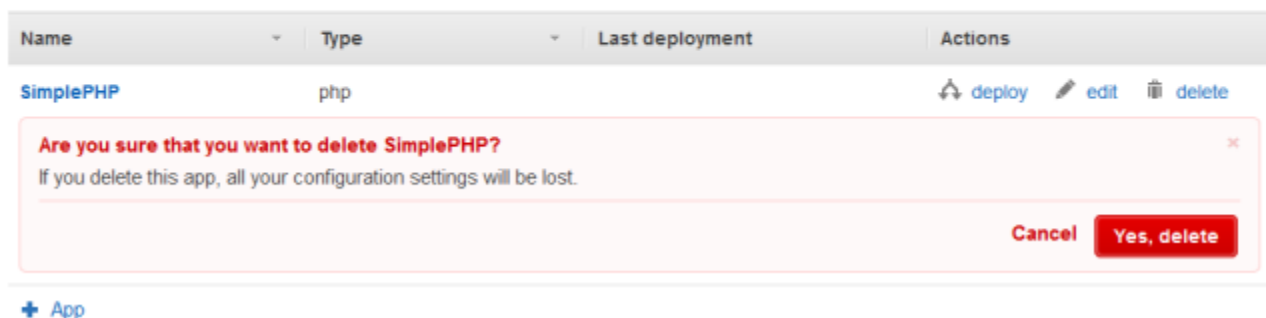 Name Type Last deployment Actions
SimplePHP php deploy edit delete
Are you sure that you want to delete SimplePHP? ×
If you delete this app, all your configuration settings will be lost.
Cancel Yes, delete
+ App